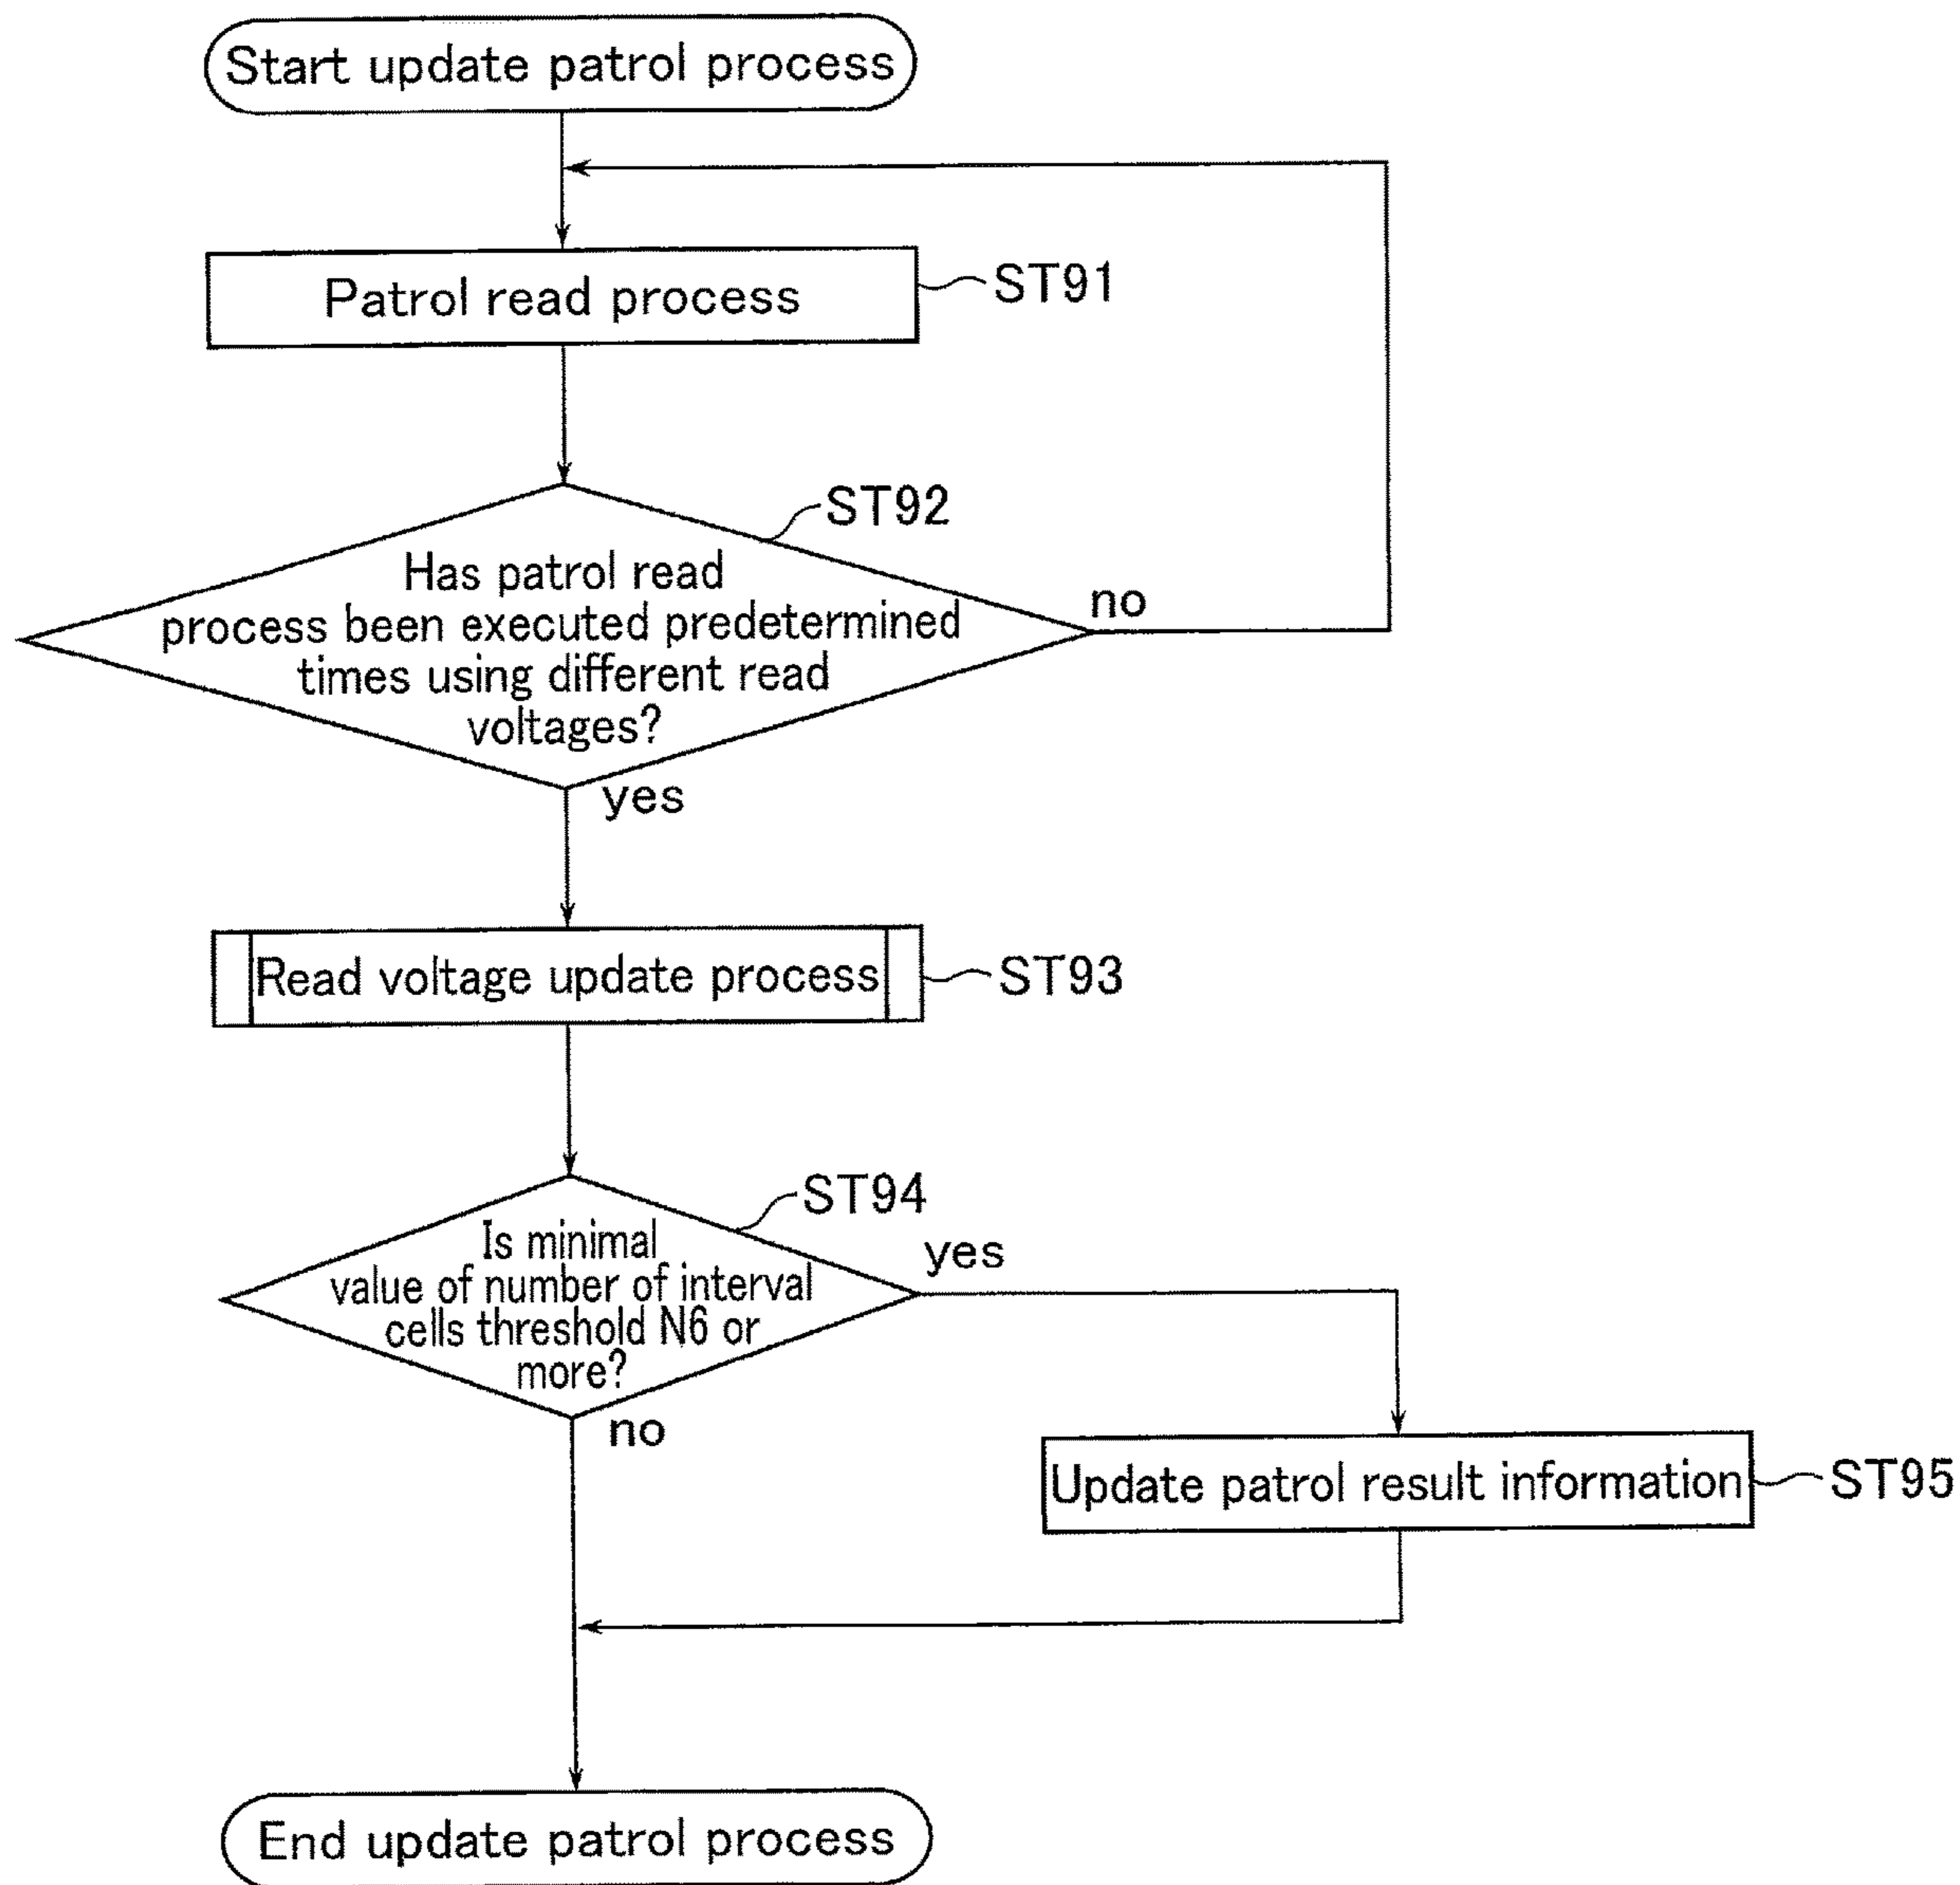 Start update patrol process
Patrol read process
ST91
ST92
Has patrol read
process been executed predetermined
times using different read
voltages?
no
yes
Read voltage update process
ST93
ST94
Is minimal
value of number of interval
cells threshold N6 or
more?
yes
no
Update patrol result information
ST95
End update patrol process